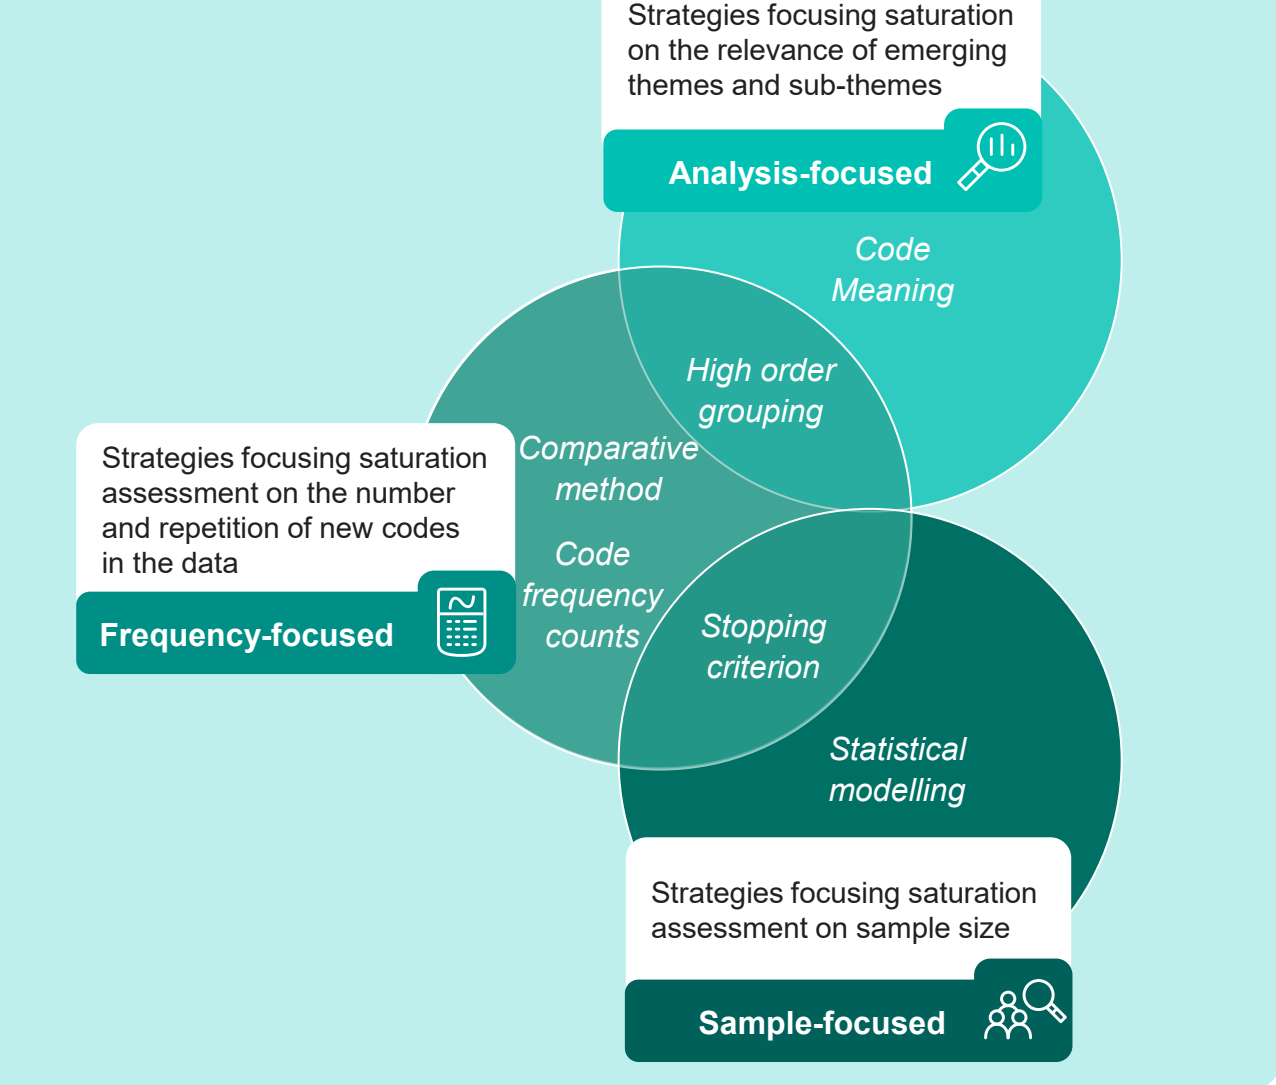 Strategies focusing saturation
on the relevance of emerging
themes and sub-themes
Analysis-focused
Code
Meaning
High order
grouping
Comparative
method
Code
frequency
counts
Strategies focusing saturation
assessment on the number
and repetition of new codes
in the data
Frequency-focused
Stopping
criterion
Statistical
modelling
Strategies focusing saturation
assessment on sample size
Sample-focused